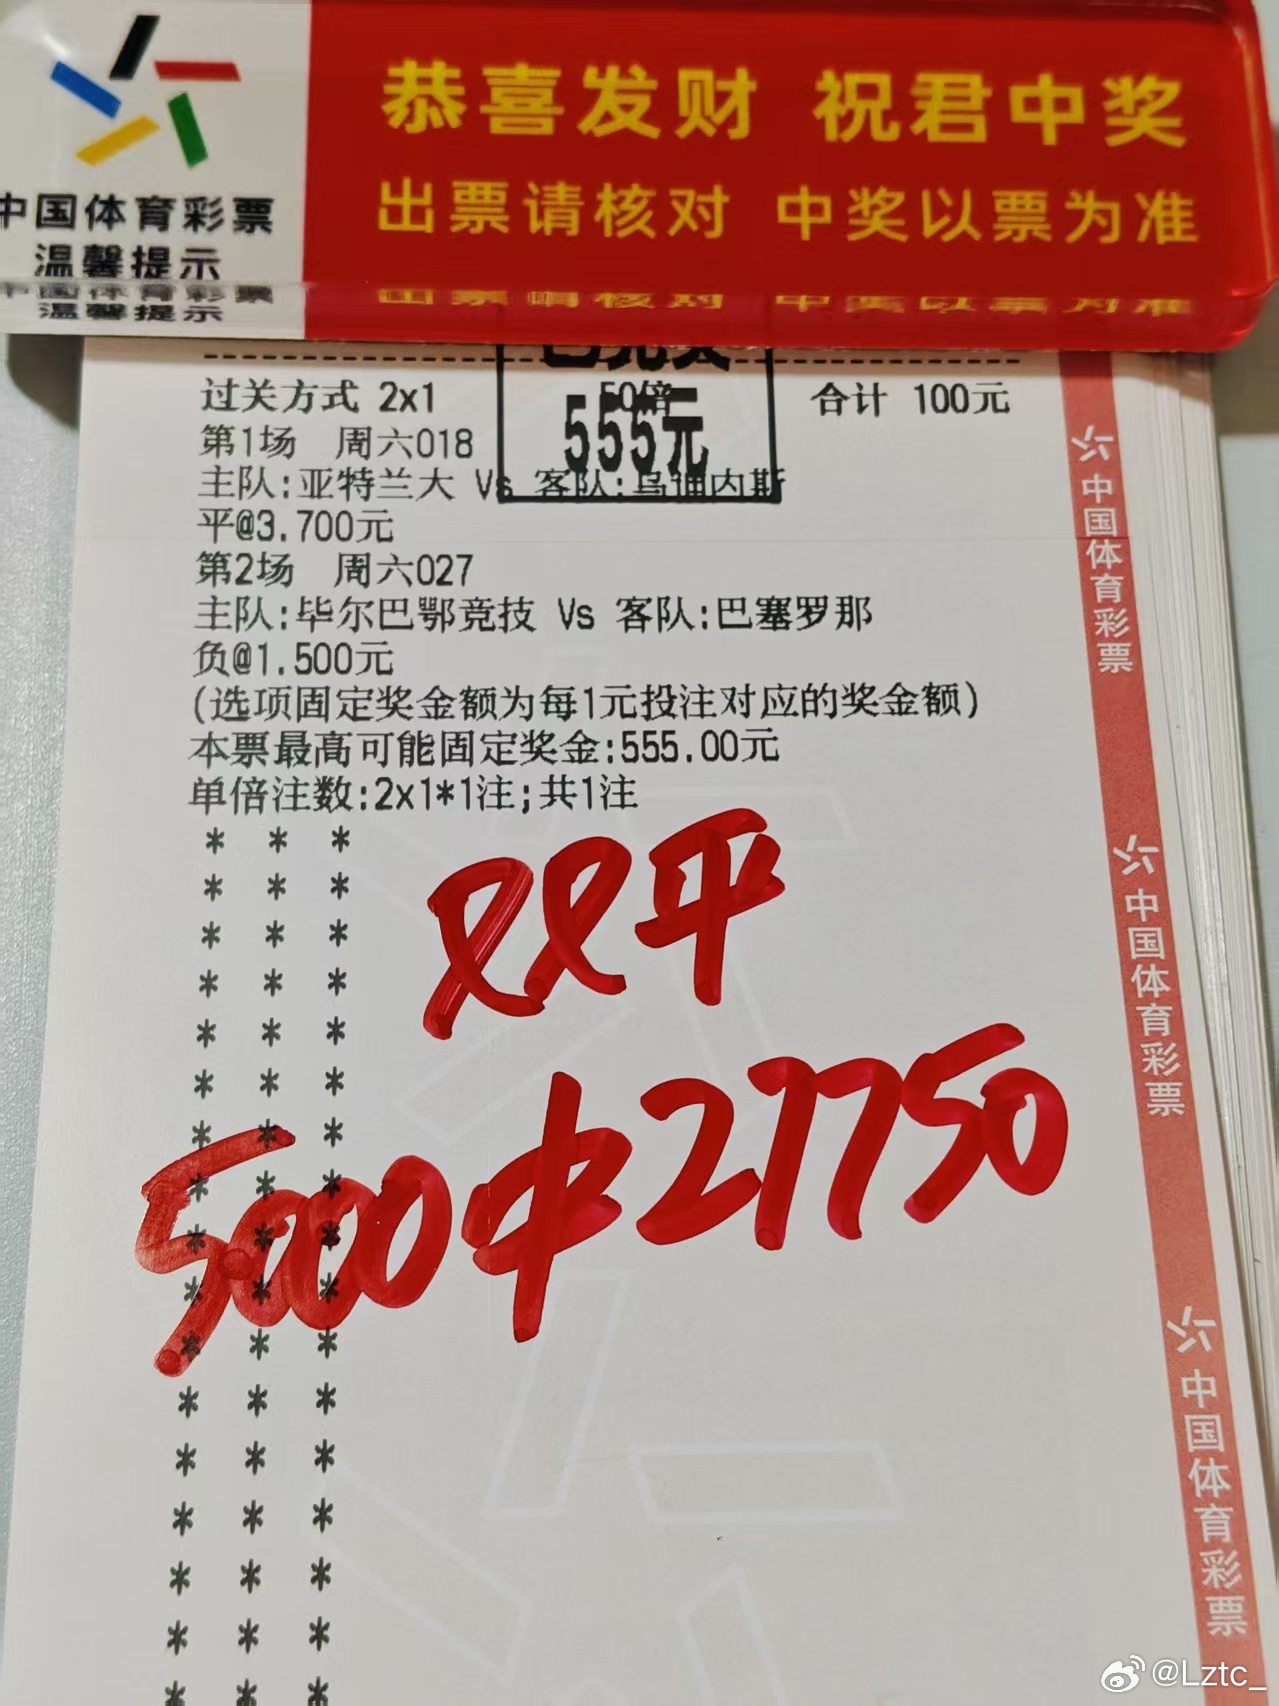 恭喜发财 祝君中奖
出票请核对 中奖以票为准
中国体育彩票
温馨提示
555元
过关方式 2x1 50倍 合计 100元
第1场 周六018
主队:亚特兰大 Vs 客队:乌迪内斯
平@3.700元
第2场 周六027
主队:毕尔巴鄂竞技 Vs 客队:巴塞罗那
负@1.500元
(选项固定奖金额为每1元投注对应的奖金额)
本票最高可能固定奖金:555.00元
单倍注数:2x1*1注;共1注
双平
5000中27750
中国体育彩票
中国体育彩票
中国体育彩票
@Lztc_